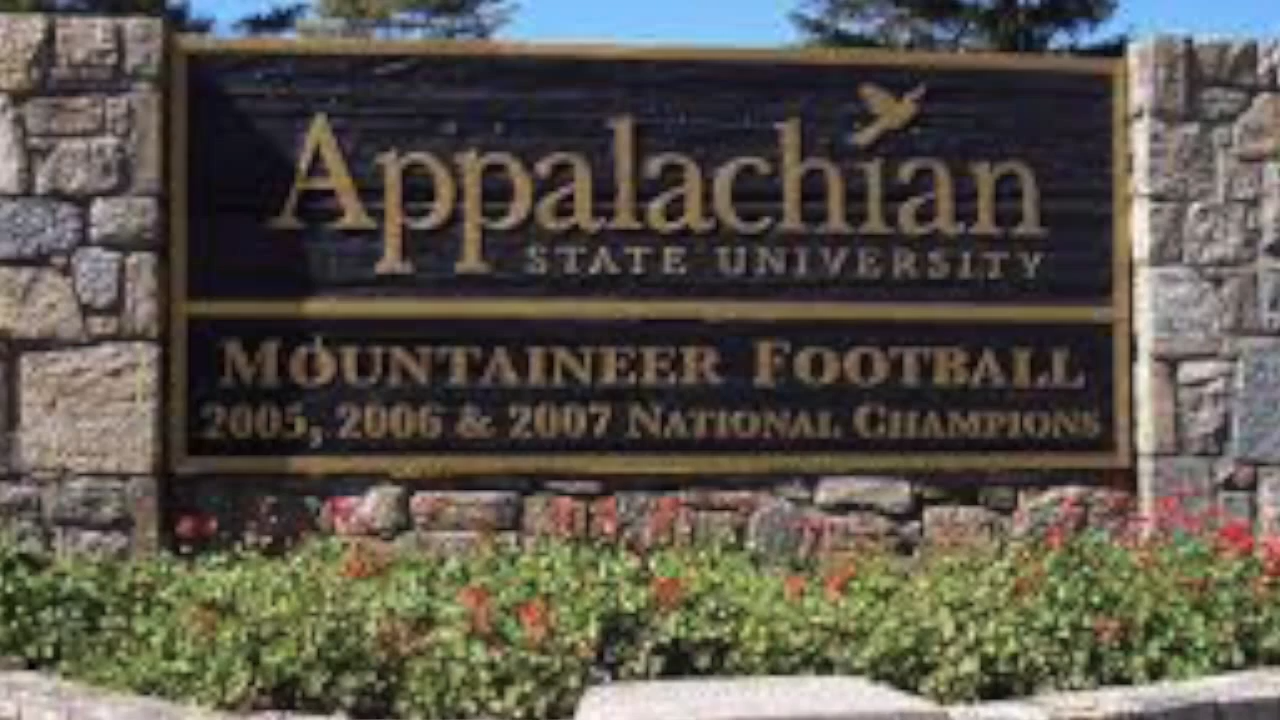 Appalachian
STATE UNIVERSITY
MOUNTAINEER FOOTBALL
2005, 2006 & 2007 NATIONAL CHAMPIONS